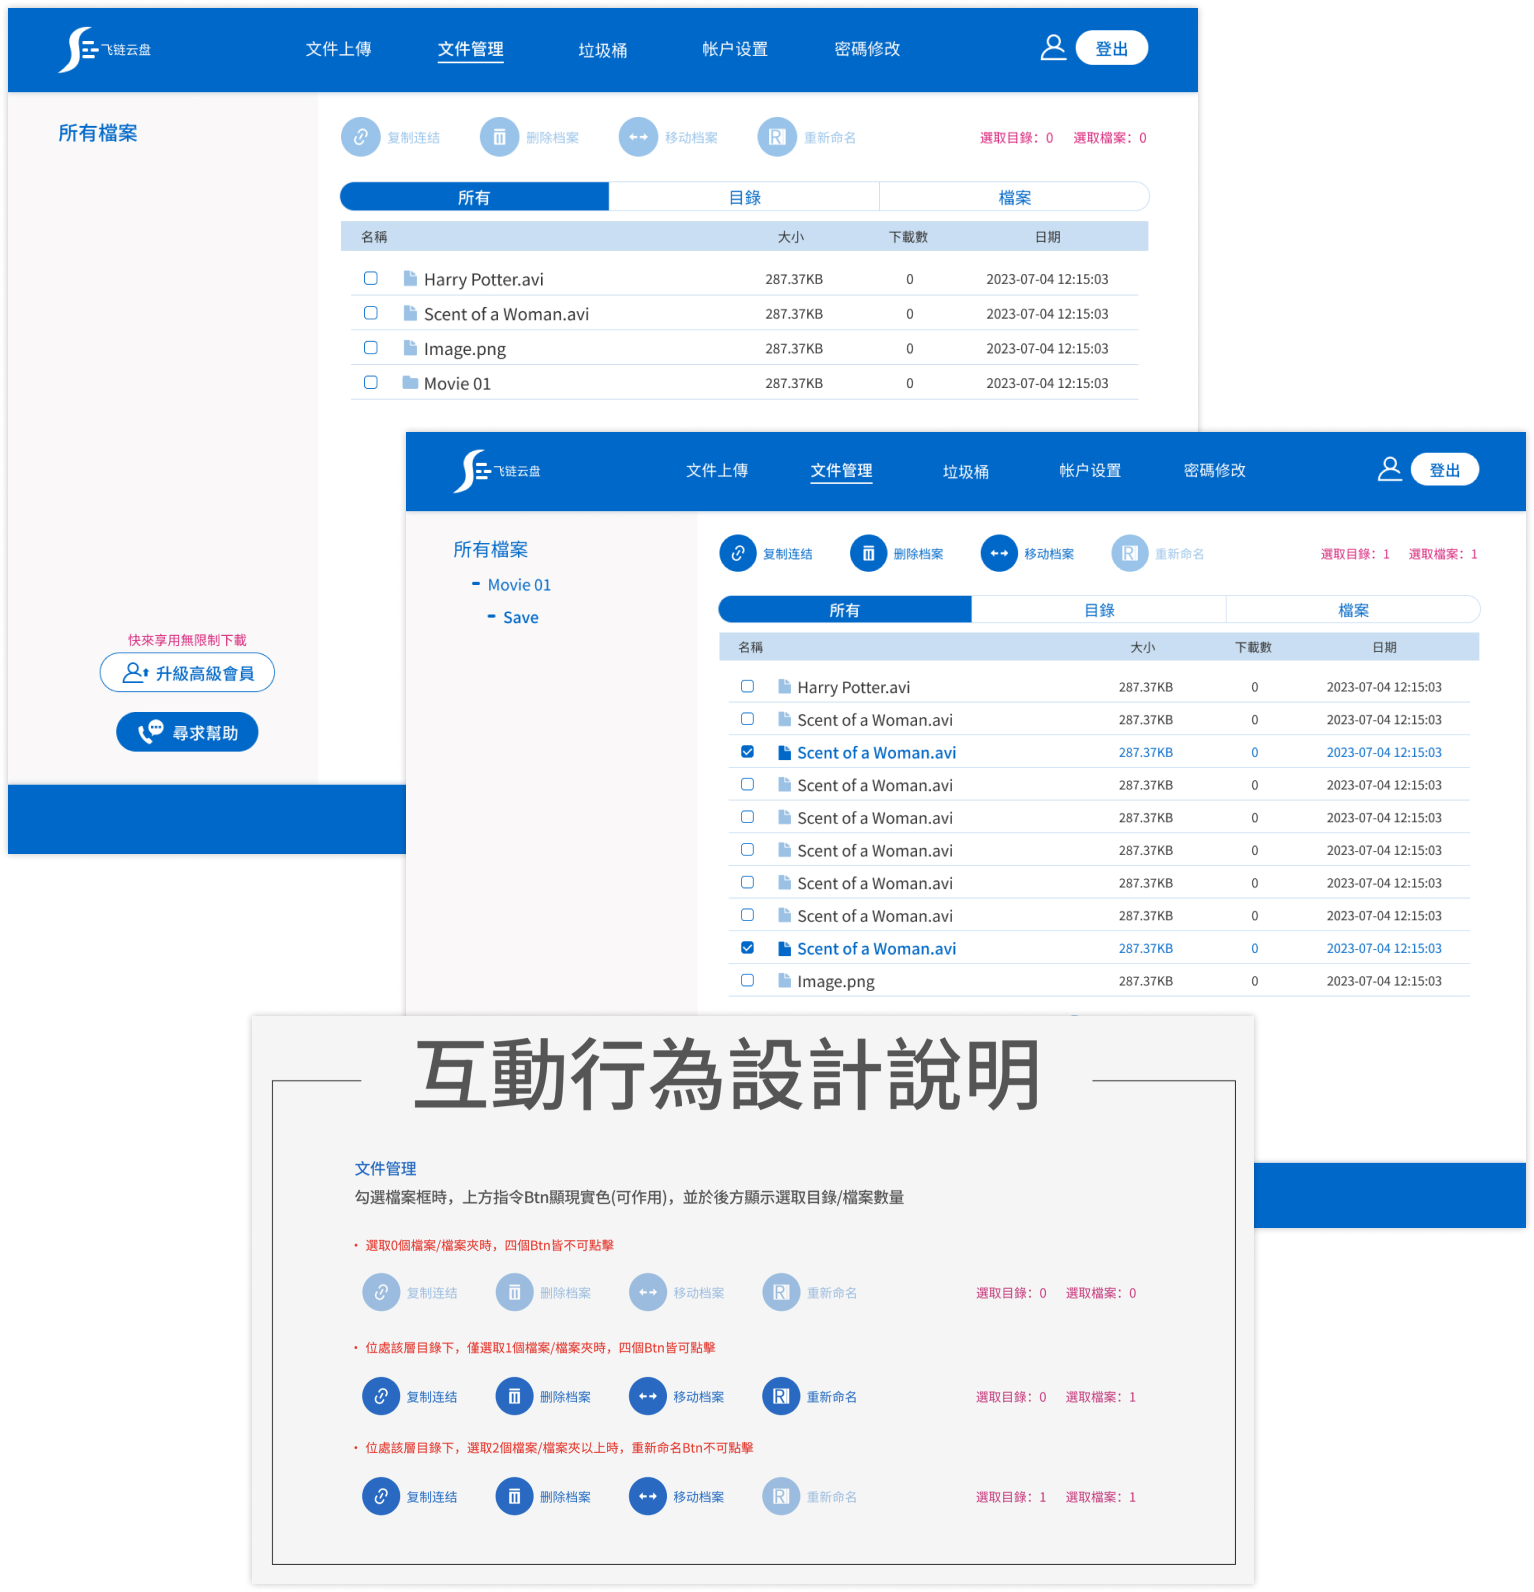 飞链云盘
文件上傳 文件管理 垃圾桶 帐户设置 密碼修改
登出
所有檔案
复制连结 删除档案 移动档案 重新命名
選取目錄：0 選取檔案：0
所有 目錄 檔案
名稱 大小 下載數 日期
Harry Potter.avi 287.37KB 0 2023-07-04 12:15:03
Scent of a Woman.avi 287.37KB 0 2023-07-04 12:15:03
Image.png 287.37KB 0 2023-07-04 12:15:03
Movie 01 287.37KB 0 2023-07-04 12:15:03
快來享用無限制下載
升級高級會員
尋求幫助
飞链云盘
文件上傳 文件管理 垃圾桶 帐户设置 密碼修改
登出
所有檔案
Movie 01
Save
复制连结 删除档案 移动档案 重新命名
選取目錄：1 選取檔案：1
所有 目錄 檔案
名稱 大小 下載數 日期
Harry Potter.avi 287.37KB 0 2023-07-04 12:15:03
Scent of a Woman.avi 287.37KB 0 2023-07-04 12:15:03
Scent of a Woman.avi 287.37KB 0 2023-07-04 12:15:03
Scent of a Woman.avi 287.37KB 0 2023-07-04 12:15:03
Scent of a Woman.avi 287.37KB 0 2023-07-04 12:15:03
Scent of a Woman.avi 287.37KB 0 2023-07-04 12:15:03
Scent of a Woman.avi 287.37KB 0 2023-07-04 12:15:03
Scent of a Woman.avi 287.37KB 0 2023-07-04 12:15:03
Scent of a Woman.avi 287.37KB 0 2023-07-04 12:15:03
Image.png 287.37KB 0 2023-07-04 12:15:03
互動行為設計說明
文件管理
勾選檔案框時，上方指令Btn顯現實色(可作用)，並於後方顯示選取目錄/檔案數量
・選取0個檔案/檔案夾時，四個Btn皆不可點擊
复制连结 删除档案 移动档案 重新命名 選取目錄：0 選取檔案：0
・位處該層目錄下，僅選取1個檔案/檔案夾時，四個Btn皆可點擊
复制连结 删除档案 移动档案 重新命名 選取目錄：0 選取檔案：1
・位處該層目錄下，選取2個檔案/檔案夾以上時，重新命名Btn不可點擊
复制连结 删除档案 移动档案 重新命名 選取目錄：1 選取檔案：1